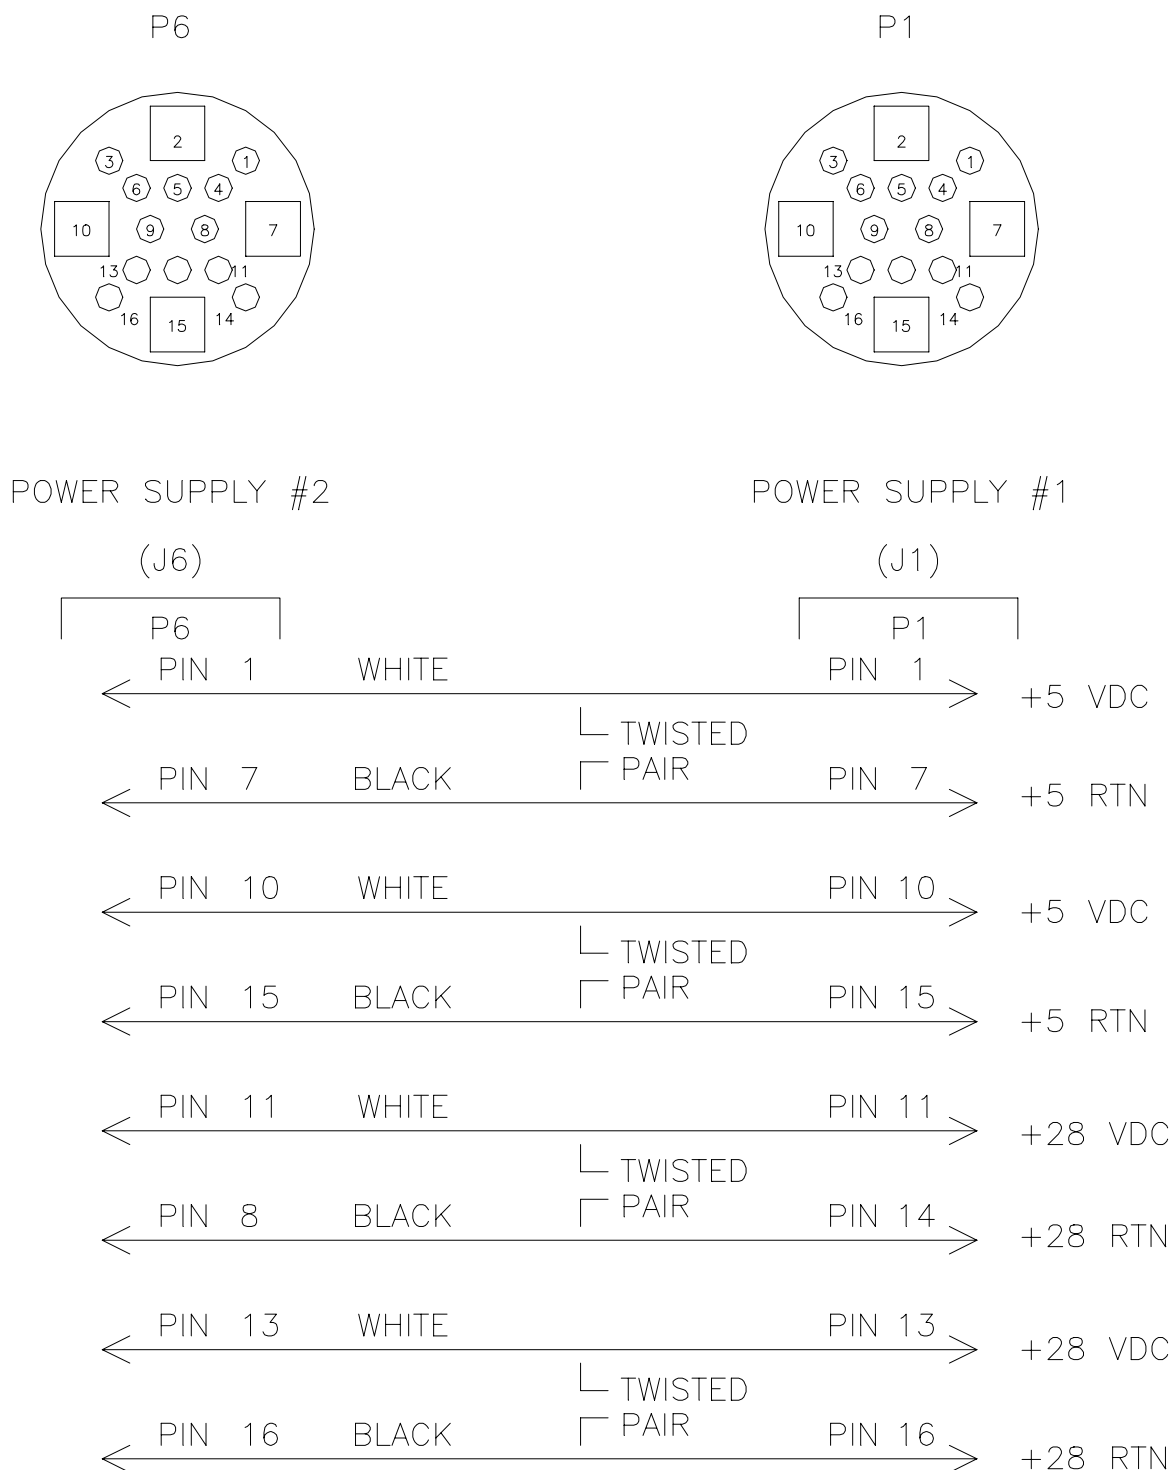 P6 P1
2 2
3 1 3 1
6 5 4 6 5 4
10 9 8 7 10 9 8 7
13 11 13 11
16 15 14 16 15 14
POWER SUPPLY #2 POWER SUPPLY #1
(J6) (J1)
P6 P1
PIN 1 WHITE PIN 1
+5 VDC
TWISTED
PAIR
PIN 7 BLACK PIN 7
+5 RTN
PIN 10 WHITE PIN 10
+5 VDC
TWISTED
PAIR
PIN 15 BLACK PIN 15
+5 RTN
PIN 11 WHITE PIN 11
+28 VDC
TWISTED
PAIR
PIN 8 BLACK PIN 14
+28 RTN
PIN 13 WHITE PIN 13
+28 VDC
TWISTED
PAIR
PIN 16 BLACK PIN 16
+28 RTN